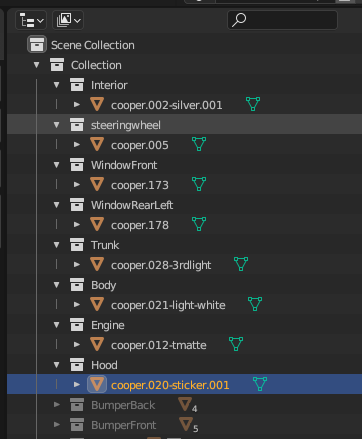 Scene Collection
Collection
Interior
cooper.002-silver.001
steeringwheel
cooper.005
WindowFront
cooper.173
WindowRearLeft
cooper.178
Trunk
cooper.028-3rdlight
Body
cooper.021-light-white
Engine
cooper.012-tmatte
Hood
cooper.020-sticker.001
BumperBack 4
BumperFront 5